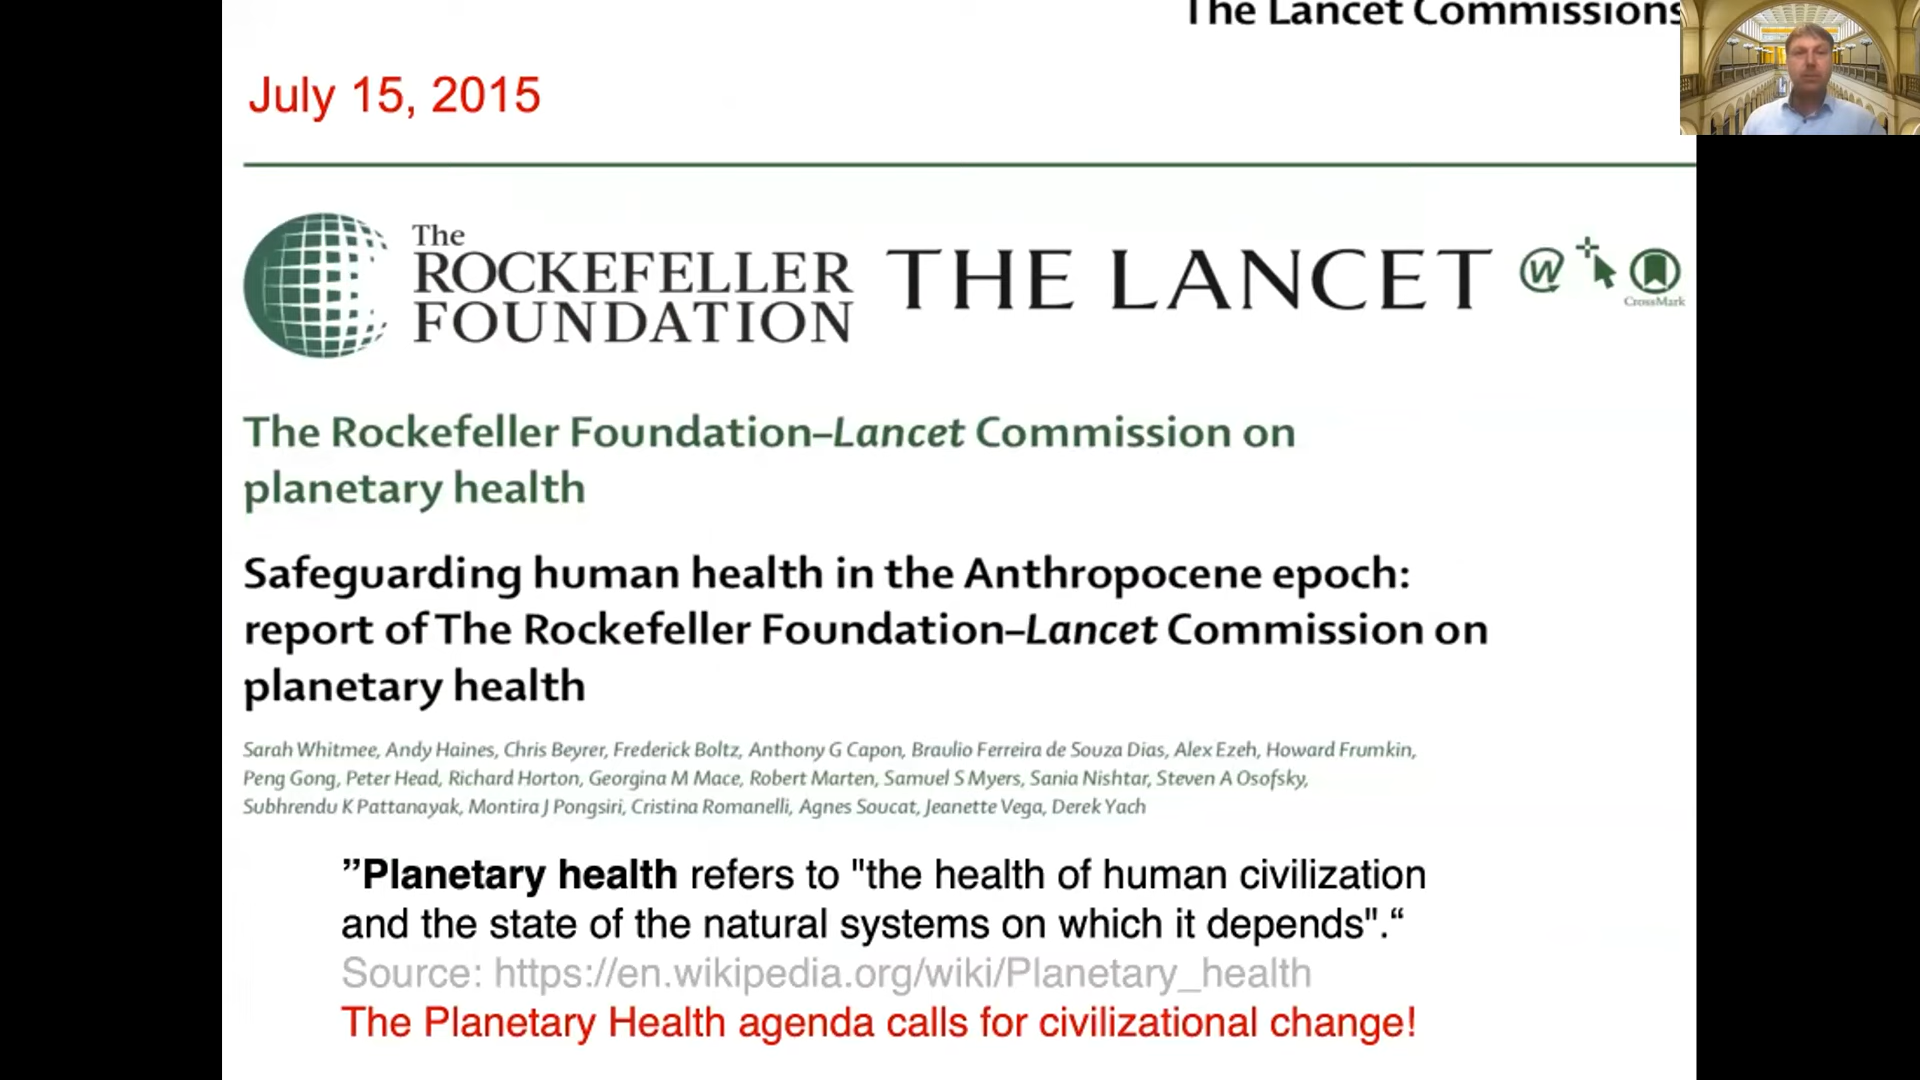 The Lancet Commissions
July 15, 2015
The
ROCKEFELLER
FOUNDATION
THE LANCET
W
CrossMark
The Rockefeller Foundation–Lancet Commission on
planetary health
Safeguarding human health in the Anthropocene epoch:
report of The Rockefeller Foundation–Lancet Commission on
planetary health
Sarah Whitmee, Andy Haines, Chris Beyrer, Frederick Boltz, Anthony G Capon, Braulio Ferreira de Souza Dias, Alex Ezeh, Howard Frumkin,
Peng Gong, Peter Head, Richard Horton, Georgina M Mace, Robert Marten, Samuel S Myers, Sania Nishtar, Steven A Osofsky,
Subhrendu K Pattanayak, Montira J Pongsiri, Cristina Romanelli, Agnes Soucat, Jeanette Vega, Derek Yach
”Planetary health refers to "the health of human civilization
and the state of the natural systems on which it depends".“
Source: https://en.wikipedia.org/wiki/Planetary_health
The Planetary Health agenda calls for civilizational change!